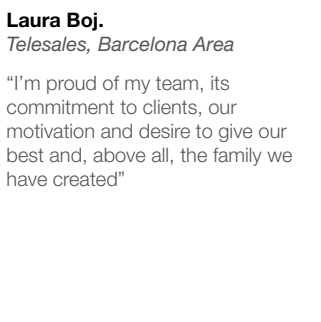 Laura Boj.
Telesales, Barcelona Area
“I’m proud of my team, its
commitment to clients, our
motivation and desire to give our
best and, above all, the family we
have created”